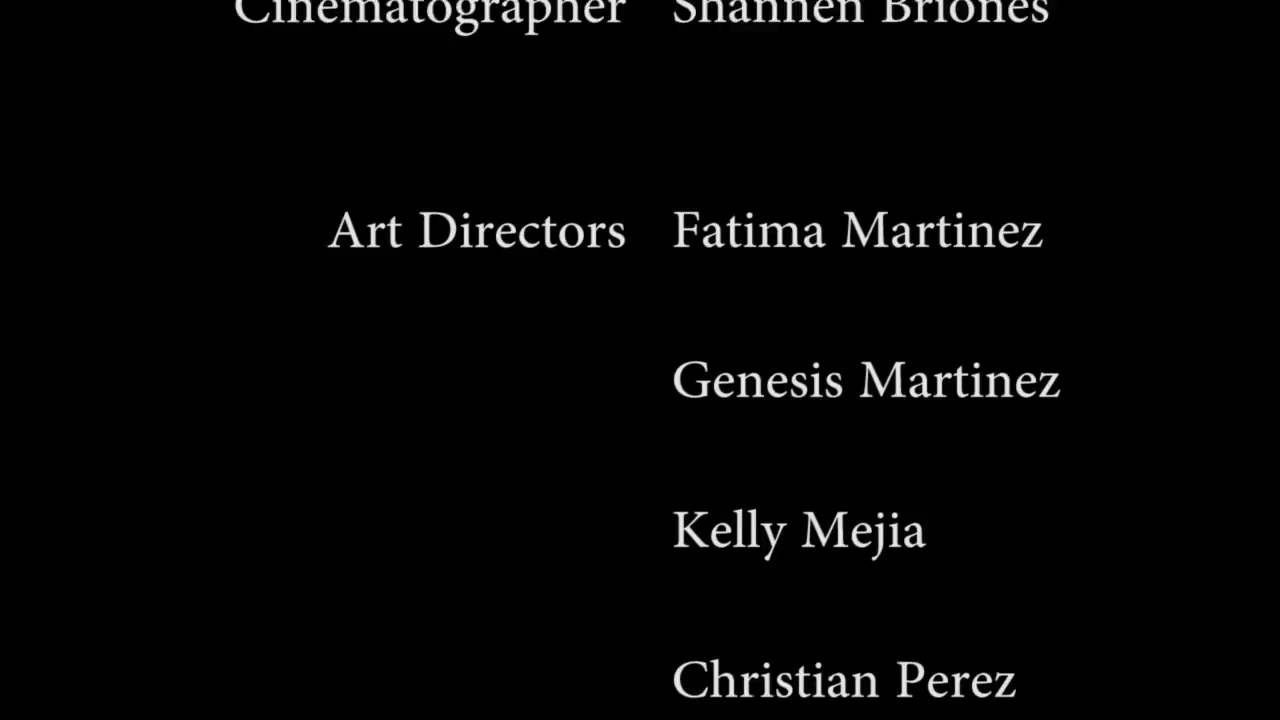 Cinematographer Shannen Briones
Art Directors Fatima Martinez
Genesis Martinez
Kelly Mejia
Christian Perez